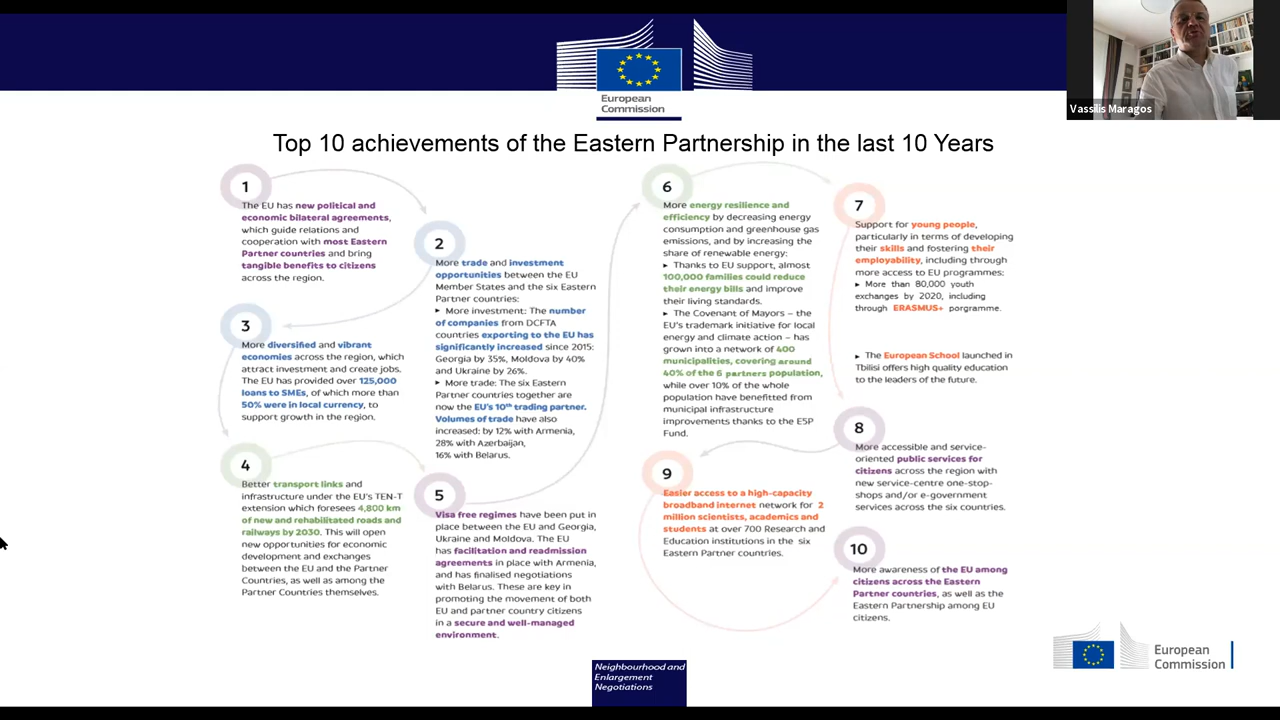 European
Commission
Vassilis Maragos
Top 10 achievements of the Eastern Partnership in the last 10 Years
1
The EU has new political and
economic bilateral agreements,
which guide relations and
cooperation with most Eastern
Partner countries and bring
tangible benefits to citizens
across the region.
2
More trade and investment
opportunities between the EU
Member States and the six Eastern
Partner countries:
▸ More investment: The number
of companies from DCFTA
countries exporting to the EU has
significantly increased since 2015:
Georgia by 35%, Moldova by 40%
and Ukraine by 26%.
▸ More trade: The six Eastern
Partner countries together are
now the EU's 10th trading partner.
Volumes of trade have also
increased: by 12% with Armenia,
28% with Azerbaijan,
16% with Belarus.
3
More diversified and vibrant
economies across the region, which
attract investment and create jobs.
The EU has provided over 125,000
loans to SMEs, of which more than
50% were in local currency, to
support growth in the region.
4
Better transport links and
infrastructure under the EU's TEN-T
extension which foresees 4,800 km
of new and rehabilitated roads and
railways by 2030. This will open
new opportunities for economic
development and exchanges
between the EU and the Partner
Countries, as well as among the
Partner Countries themselves.
5
Visa free regimes have been put in
place between the EU and Georgia,
Ukraine and Moldova. The EU
has facilitation and readmission
agreements in place with Armenia,
and has finalised negotiations
with Belarus. These are key in
promoting the movement of both
EU and partner country citizens
in a secure and well-managed
environment.
6
More energy resilience and
efficiency by decreasing energy
consumption and greenhouse gas
emissions, and by increasing the
share of renewable energy:
▸ Thanks to EU support, almost
100,000 families could reduce
their energy bills and improve
their living standards.
▸ The Covenant of Mayors – the
EU's trademark initiative for local
energy and climate action – has
grown into a network of 400
municipalities, covering around
40% of the 6 partners population,
while over 10% of the whole
population have benefitted from
municipal infrastructure
improvements thanks to the E5P
Fund.
7
Support for young people,
particularly in terms of developing
their skills and fostering their
employability, including through
more access to EU programmes:
▸ More than 80,000 youth
exchanges by 2020, including
through ERASMUS+ porgramme.
▸ The European School launched in
Tbilisi offers high quality education
to the leaders of the future.
8
More accessible and service-
oriented public services for
citizens across the region with
new service-centre one-stop-
shops and/or e-government
services across the six countries.
9
Easier access to a high-capacity
broadband internet network for 2
million scientists, academics and
students at over 700 Research and
Education institutions in the six
Eastern Partner countries.
10
More awareness of the EU among
citizens across the Eastern
Partner countries, as well as the
Eastern Partnership among EU
citizens.
Neighbourhood and
Enlargement
Negotiations
European
Commission